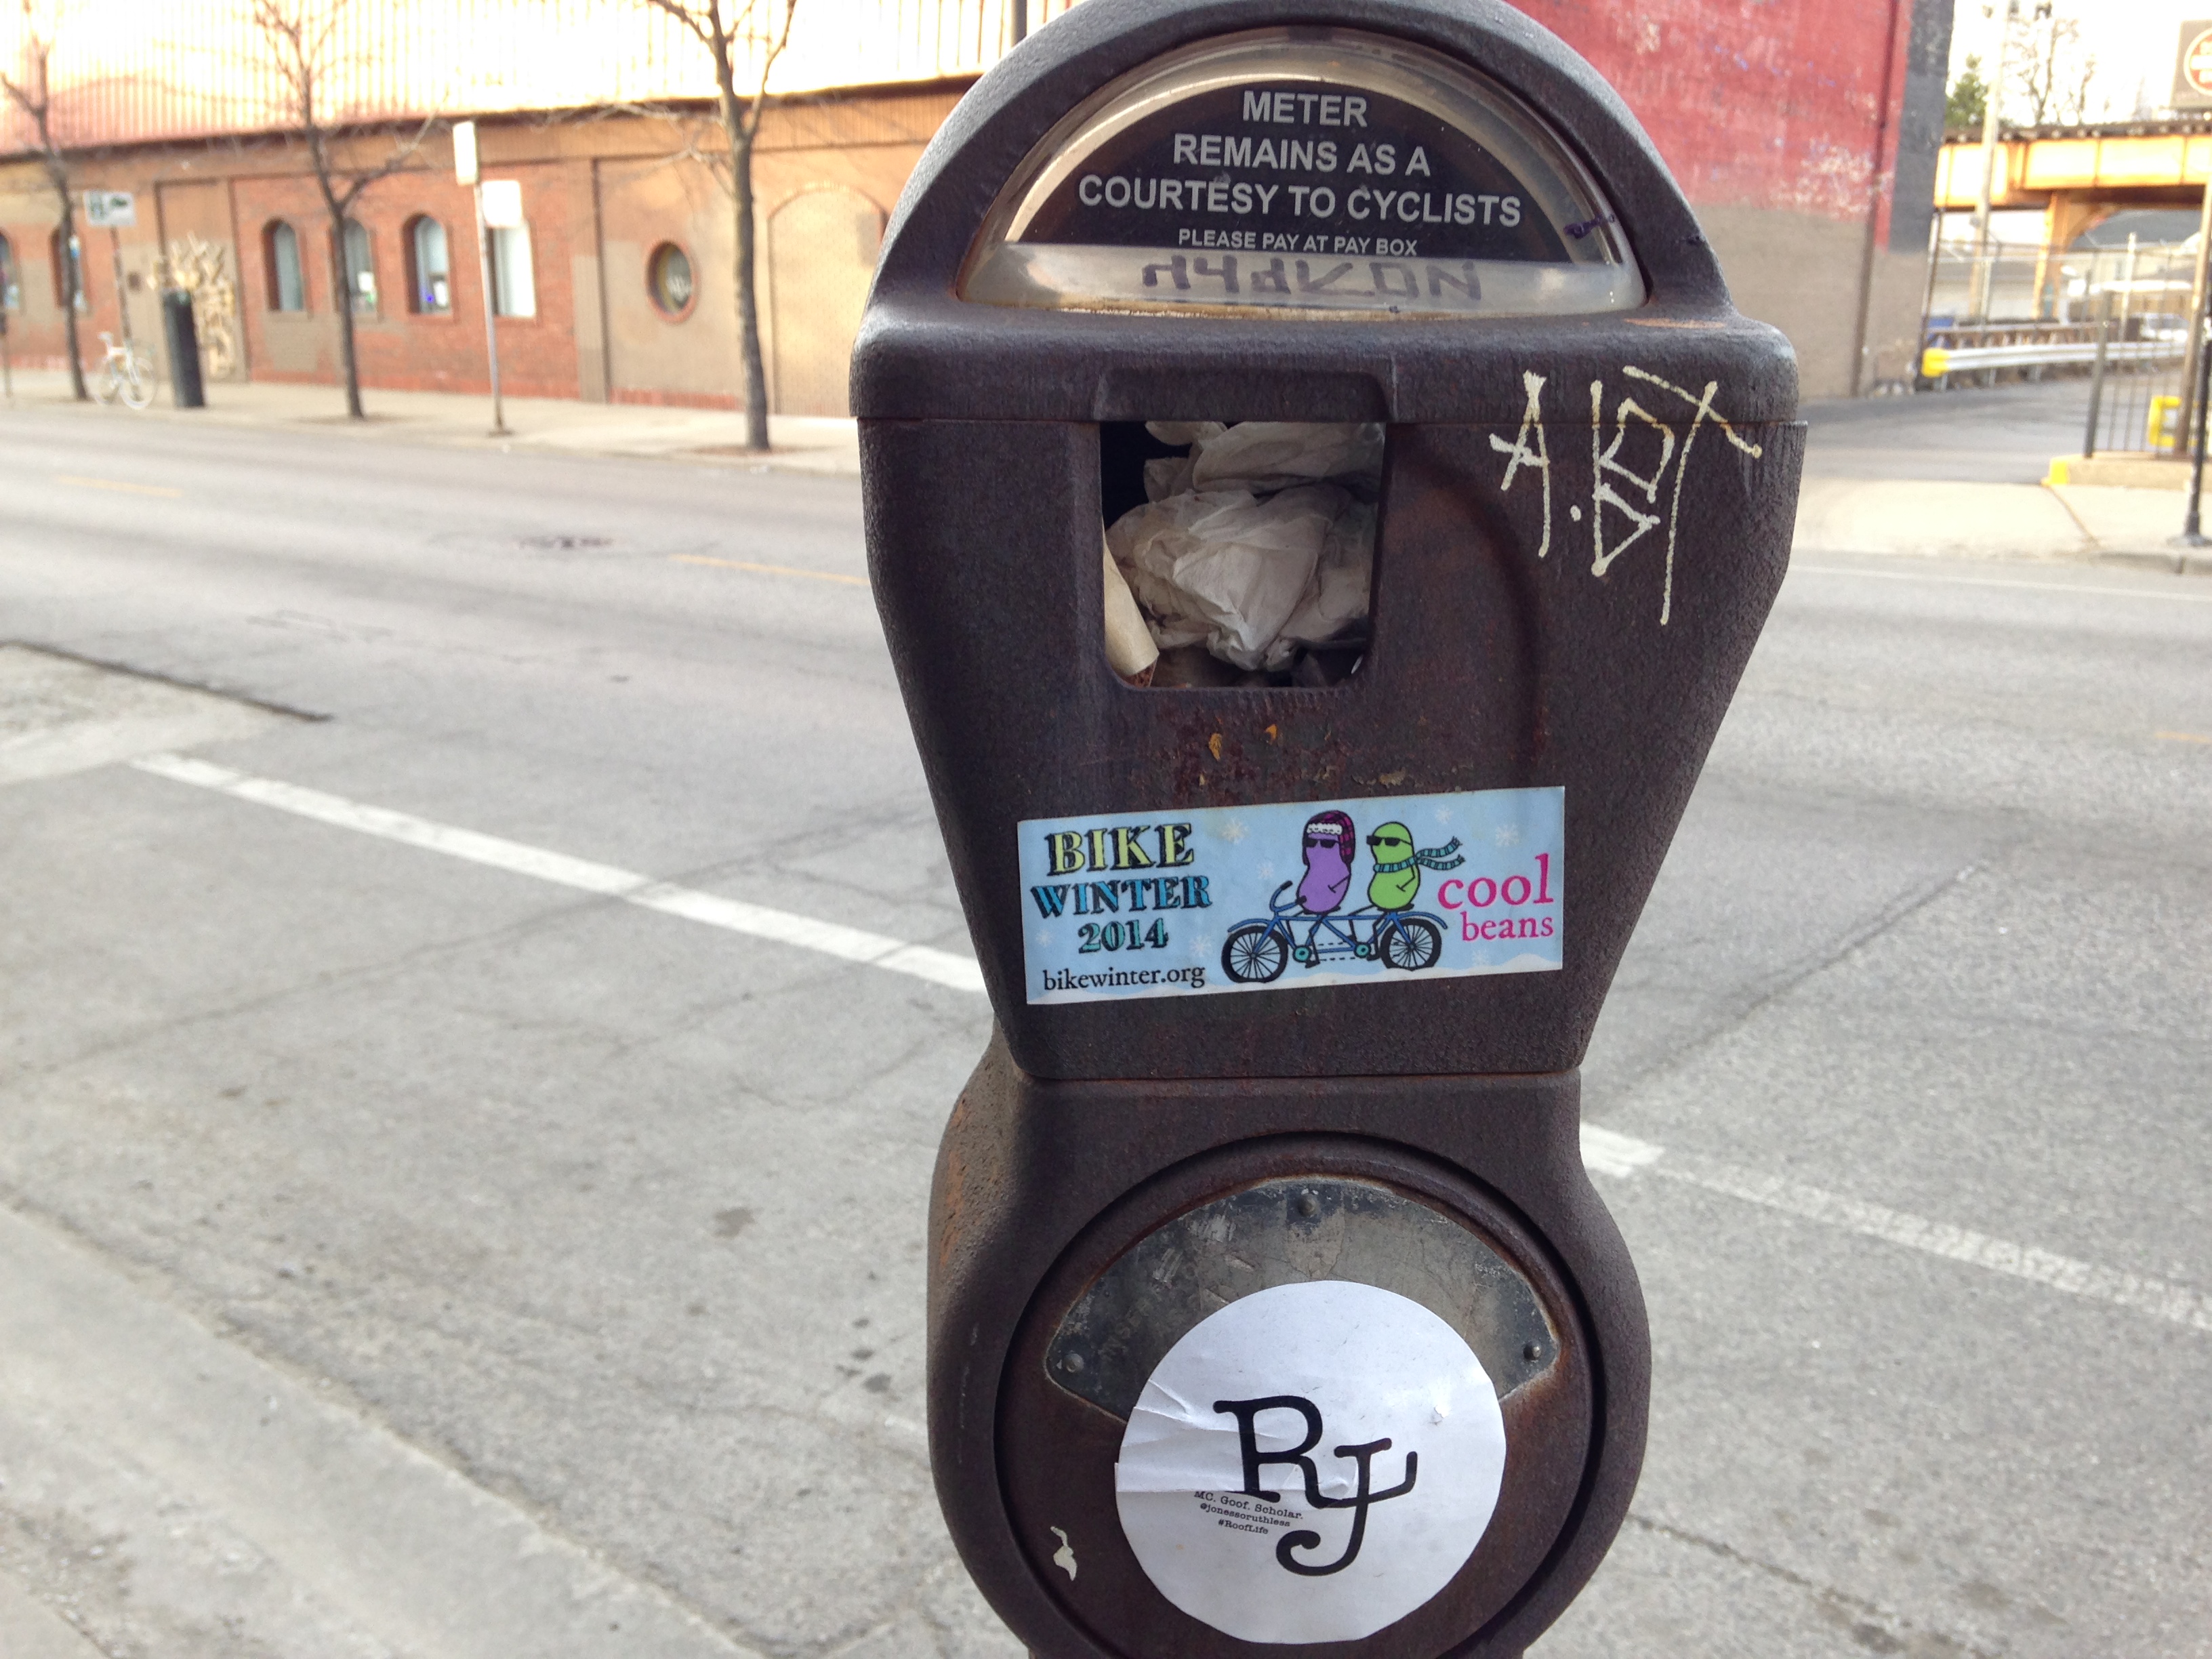 METER
REMAINS AS A
COURTESY TO CYCLISTS
PLEASE PAY AT PAY BOX
BIKE
WINTER
2014
bikewinter.org
cool
beans
RJ
MC. Goof. Scholar.
@jonessoruthless
#RoofLife